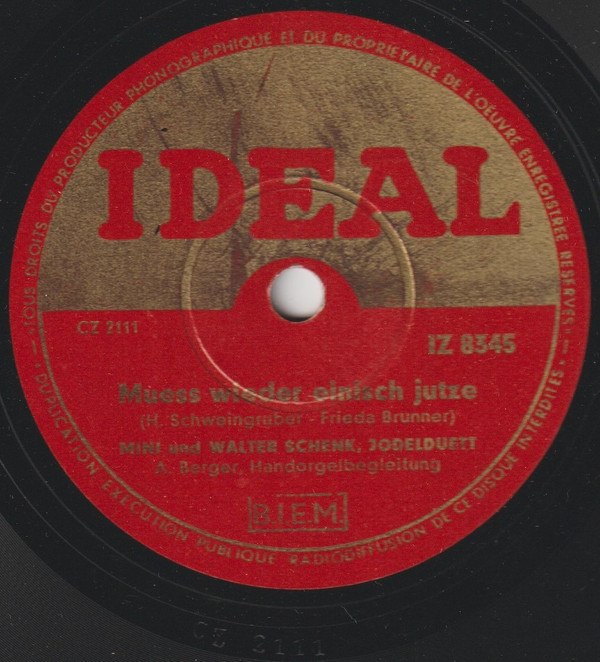 TOUS DROITS DU PRODUCTEUR PHONOGRAPHIQUE ET DU PROPRIETAIRE DE L'OEUVRE ENREGISTRÉE RESERVÉS
IDEAL
CZ 2111
IZ 8345
Muess wieder einisch jutze
(H. Schweingruber - Frieda Brunner)
MINI und WALTER SCHENK, JODELDUETT
A. Berger, Handorgelbegleitung
B.I.E.M.
DUPLICATION, EXECUTION PUBLIQUE RADIODIFFUSION DE CE DISQUE INTERDITES
CZ 2111